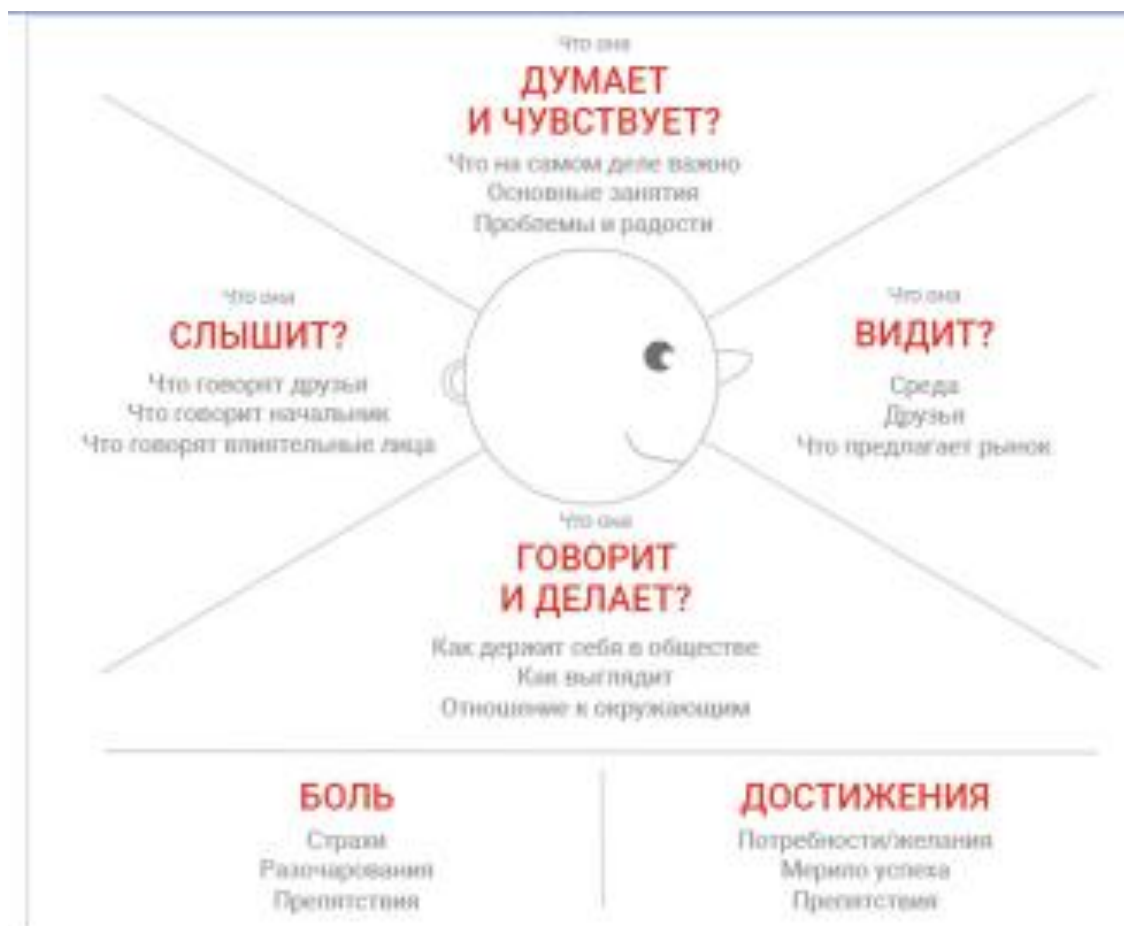 Что она
ДУМАЕТ
И ЧУВСТВУЕТ?
Что на самом деле важно
Основные занятия
Проблемы и радости
Что она
СЛЫШИТ?
Что говорят друзья
Что говорит начальник
Что говорят влиятельные лица
Что она
ВИДИТ?
Среда
Друзья
Что предлагает рынок
Что она
ГОВОРИТ
И ДЕЛАЕТ?
Как держит себя в обществе
Как выглядит
Отношение к окружающим
БОЛЬ
Страхи
Разочарования
Препятствия
ДОСТИЖЕНИЯ
Потребности/желания
Мерило успеха
Препятствия